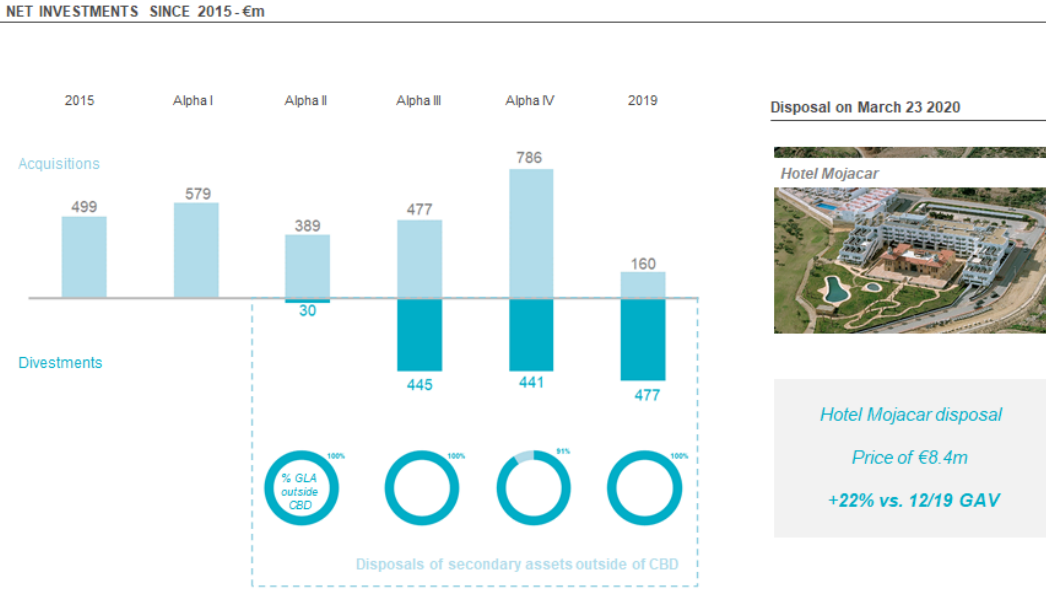 NET INVESTMENTS SINCE 2015 - €m
2015
Alpha I
Alpha II
Alpha III
Alpha IV
2019
Acquisitions
499
579
389
477
786
160
30
445
441
477
Divestments
100%
100%
91%
100%
% GLA
outside
CBD
Disposals of secondary assets outside of CBD
Disposal on March 23 2020
Hotel Mojacar
Hotel Mojacar disposal
Price of €8.4m
+22% vs. 12/19 GAV